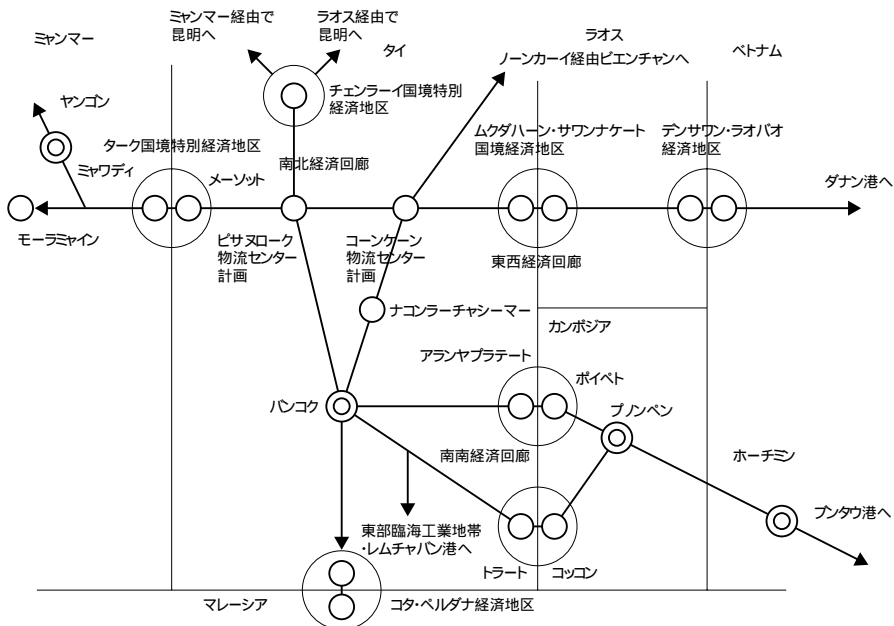 ミャンマー
ミャンマー経由で
昆明へ
ラオス経由で
昆明へ
タイ
ラオス
ノーンカーイ経由ビエンチャンへ
ベトナム
ヤンゴン
チェンラーイ国境特別
経済地区
ターク国境特別経済地区
ムクダハーン・サワンナケート
国境経済地区
デンサワン・ラオバオ
経済地区
ミャワディ
メーソット
南北経済回廊
ダナン港へ
モーラミャイン
ピサヌローク
物流センター
計画
コーンケーン
物流センター
計画
東西経済回廊
ナコンラーチャシーマー
カンボジア
アランヤプラテート
ポイペト
バンコク
プノンペン
南南経済回廊
ホーチミン
東部臨海工業地帯
・レムチャバン港へ
ブンタウ港へ
トラート
コッコン
マレーシア
コタ・ペルダナ経済地区